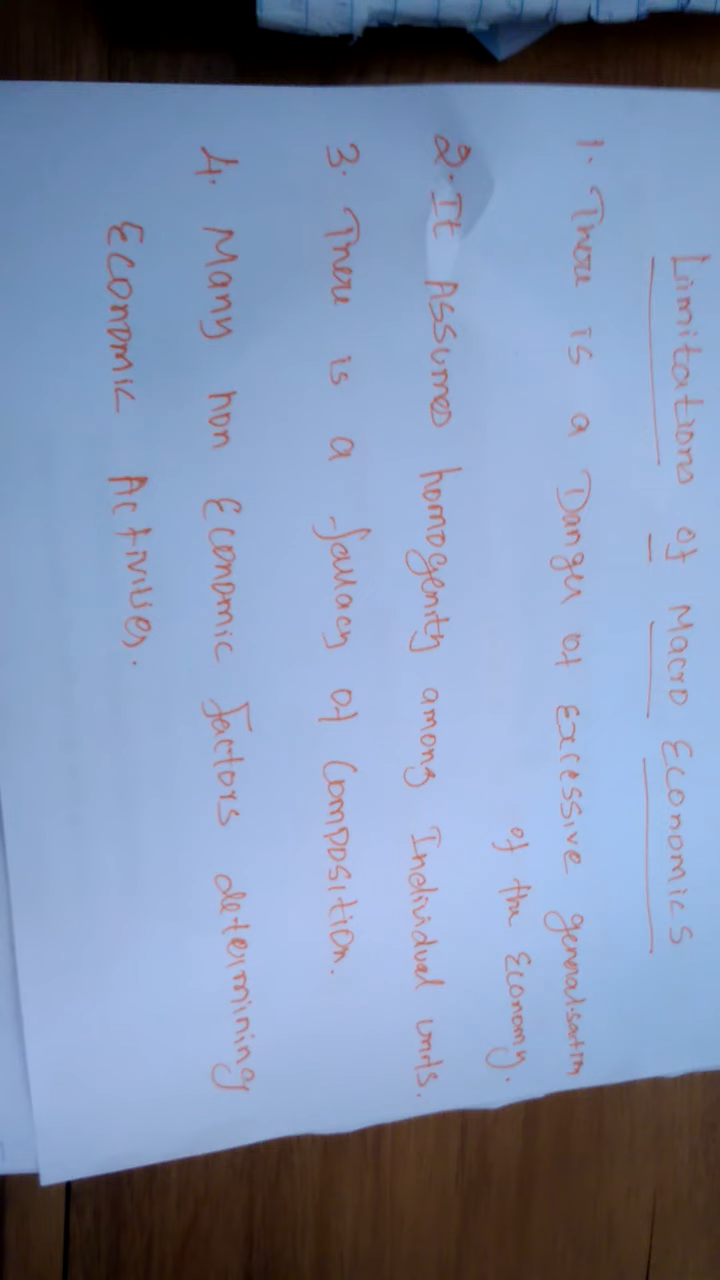 Limitations of Macro Economics
1. There is a Danger of Excessive generalisation
of the Economy.
2. It Assumes homogenity among Individual units.
3. There is a fallacy of Composition.
4. Many non Economic factors determining
Economic Activities.